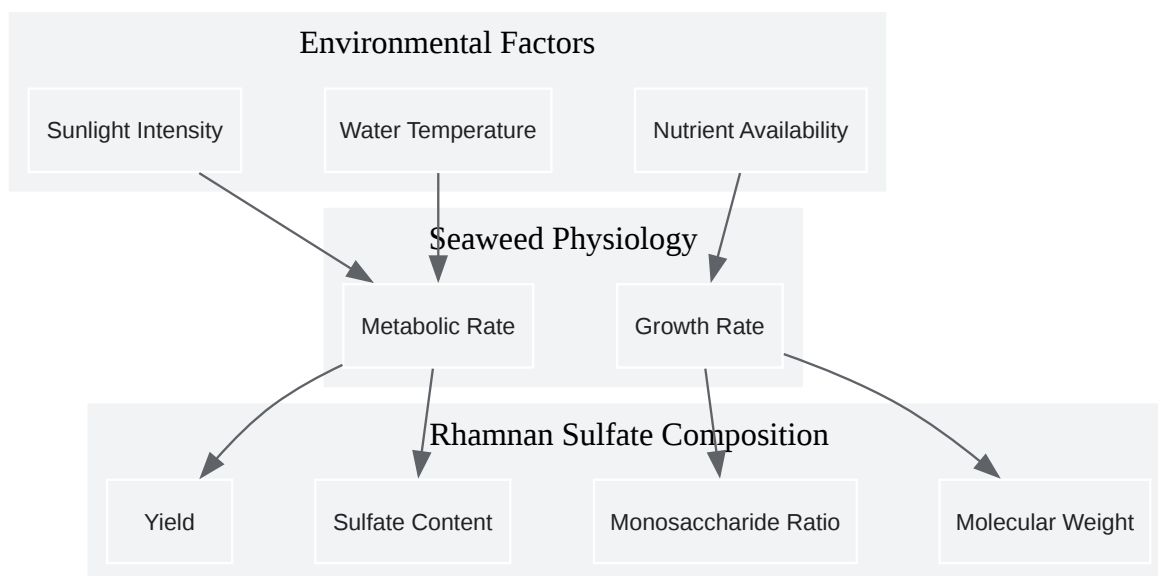 Environmental Factors
Sunlight Intensity
Water Temperature
Nutrient Availability
Seaweed Physiology
Metabolic Rate
Growth Rate
Rhamnan Sulfate Composition
Yield
Sulfate Content
Monosaccharide Ratio
Molecular Weight